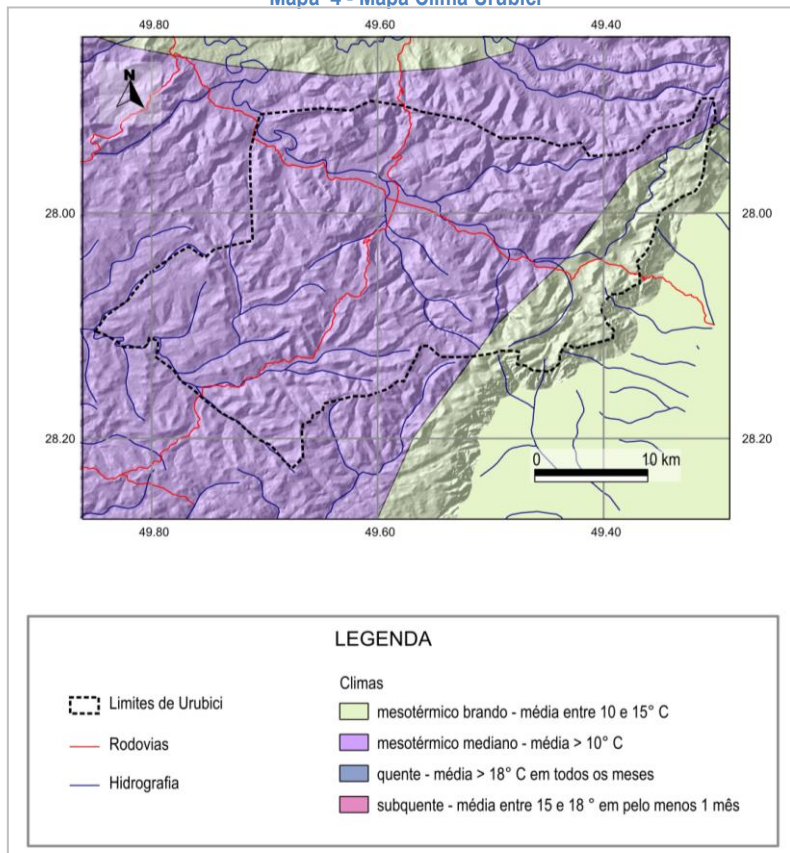 Mapa 4 - Mapa Clima Urubici
49.80 49.60 49.40
N
28.00 28.00
28.20 28.20
0 10 km
49.80 49.60 49.40
LEGENDA
Limites de Urubici
Rodovias
Hidrografia
Climas
mesotérmico brando - média entre 10 e 15° C
mesotérmico mediano - média > 10° C
quente - média > 18° C em todos os meses
subquente - média entre 15 e 18 ° em pelo menos 1 mês